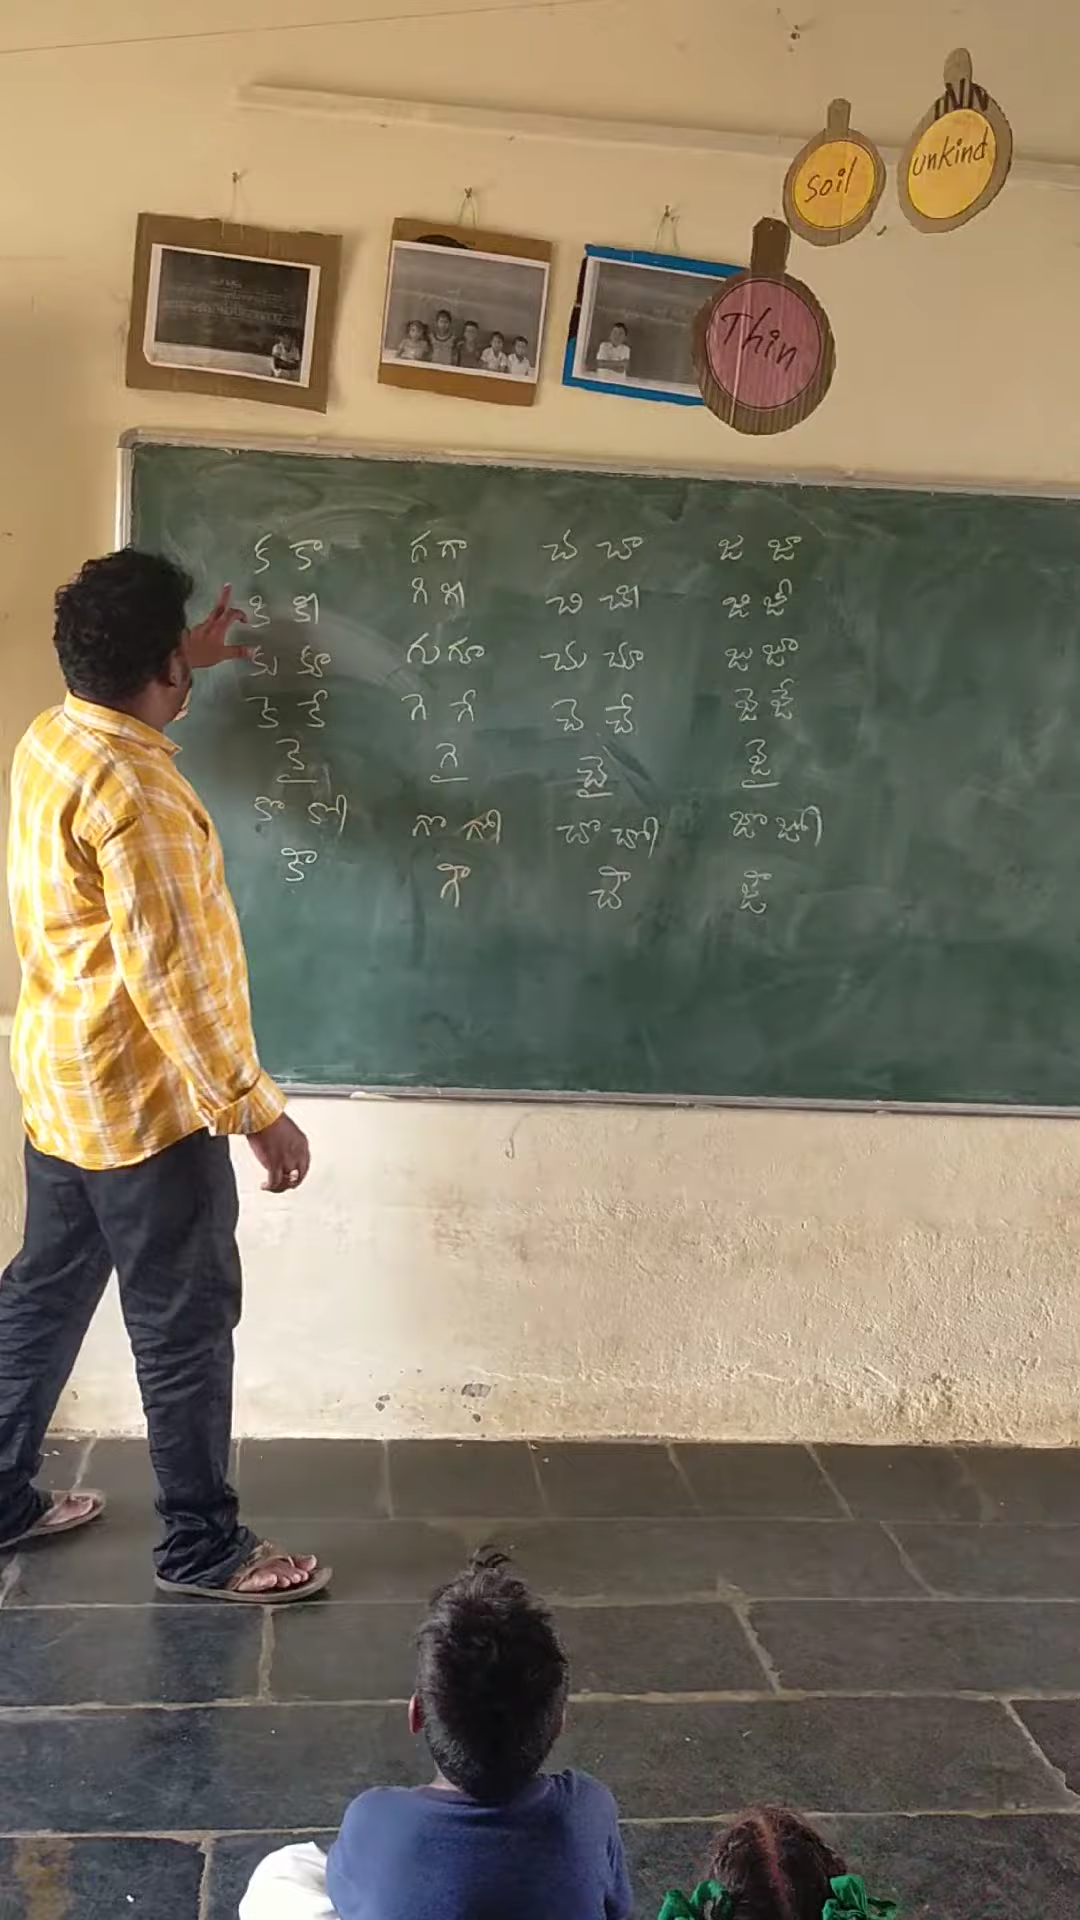 unkind
soil
Thin
క కా గ గా చ చా జ జా
కి కీ గి గీ చి చీ జి జీ
కు కూ గు గూ చు చూ జు జూ
కె కే గె గే చె చే జె జే
కై గై చై జై
కొ కో గొ గో చొ చో జొ జో
కౌ గౌ చౌ జౌ